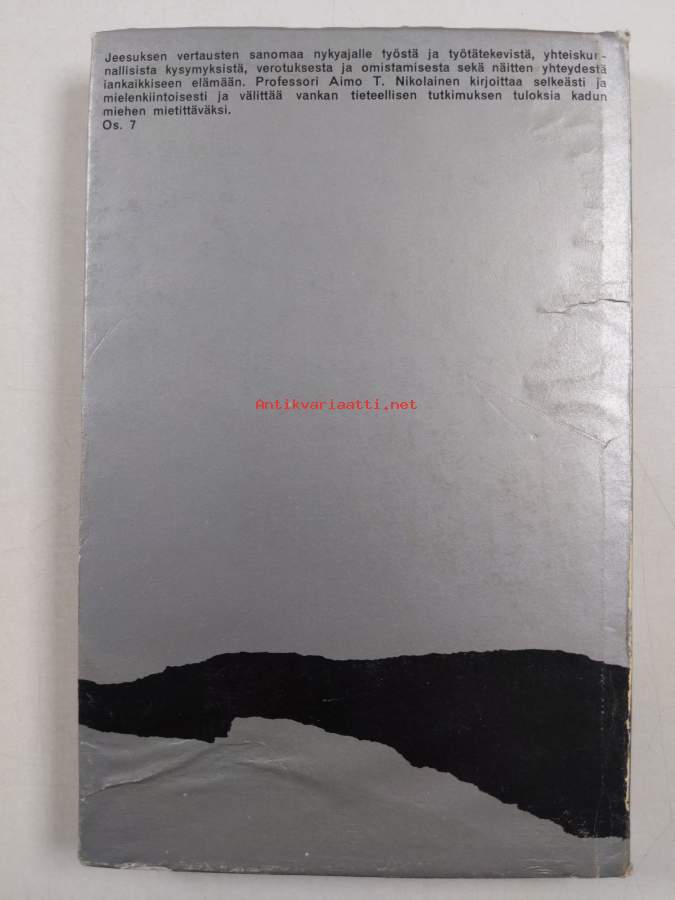 Jeesuksen vertausten sanomaa nykyajalle työstä ja työtätekevistä, yhteiskun-
nallisista kysymyksistä, verotuksesta ja omistamisesta sekä näitten yhteydestä
iankaikkiseen elämään. Professori Aimo T. Nikolainen kirjoittaa selkeästi ja
mielenkiintoisesti ja välittää vankan tieteellisen tutkimuksen tuloksia kadun
miehen mietittäväksi.
Os. 7
Antikvariaatti.net